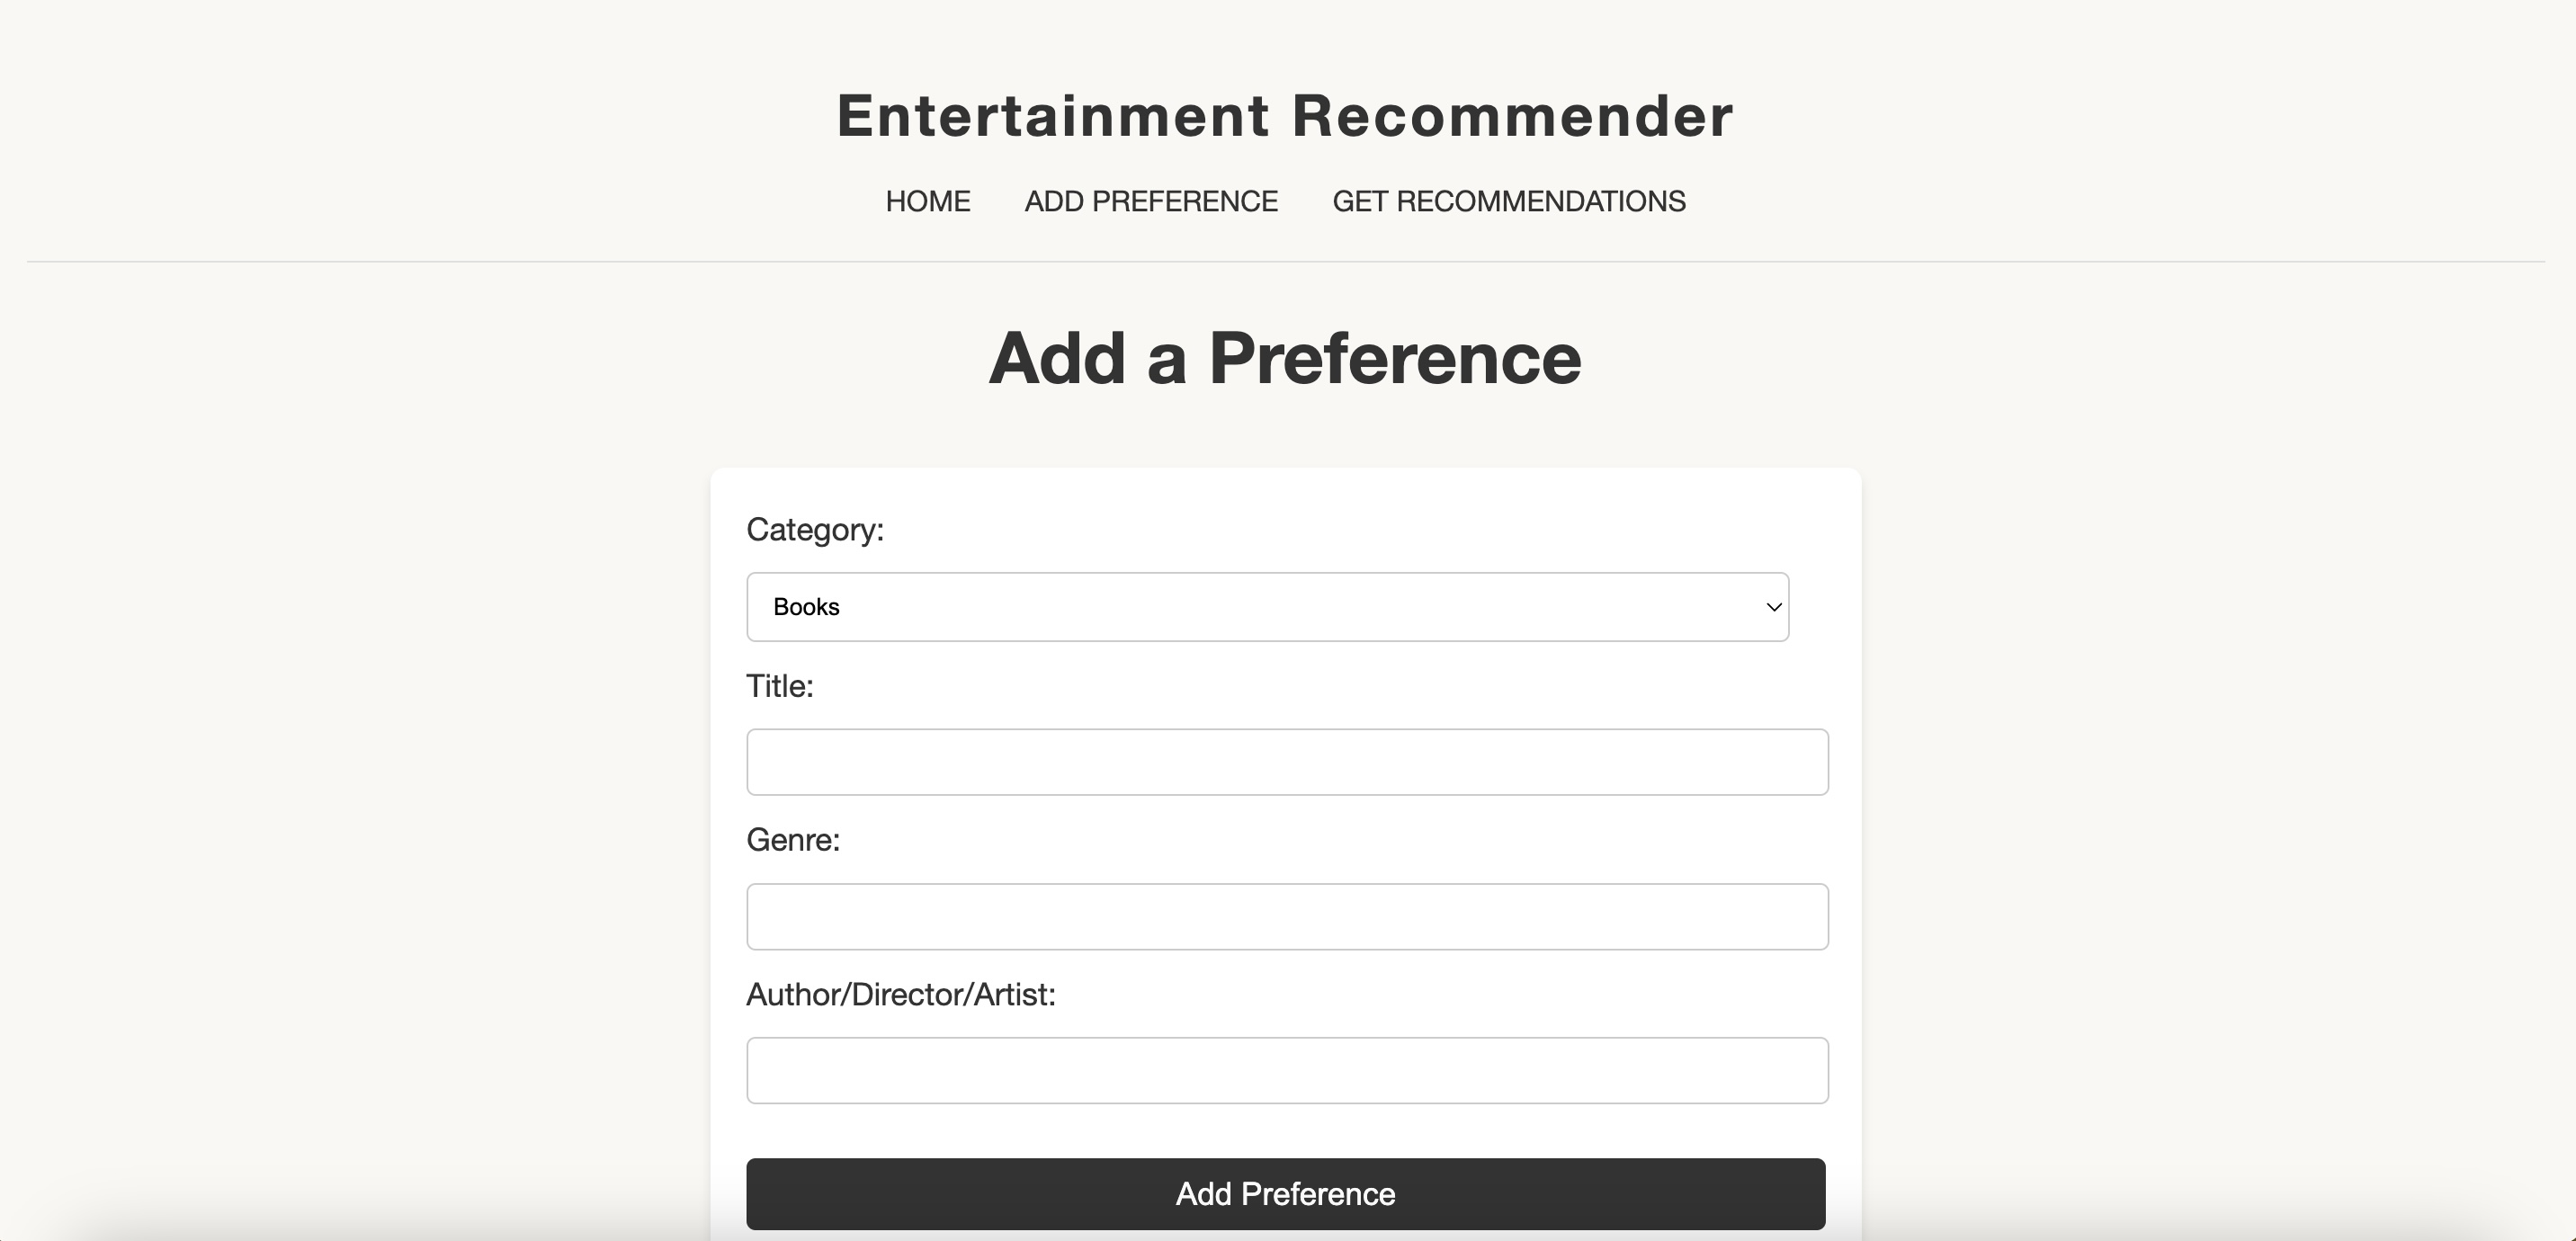 Entertainment Recommender
HOME ADD PREFERENCE GET RECOMMENDATIONS
Add a Preference
Category:
Books
Title:
Genre:
Author/Director/Artist:
Add Preference